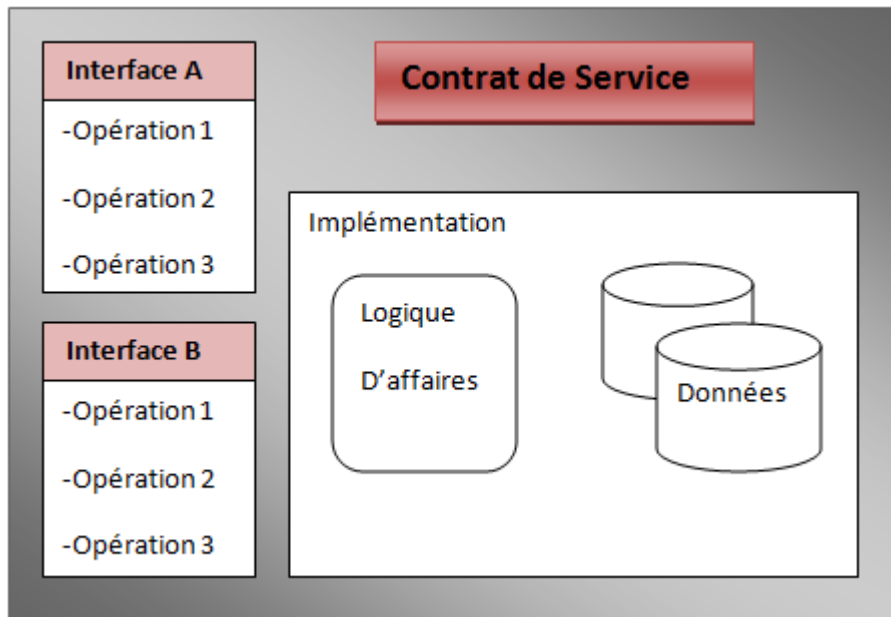 Interface A
-Opération 1
-Opération 2
-Opération 3
Interface B
-Opération 1
-Opération 2
-Opération 3
Contrat de Service
Implémentation
Logique
D’affaires
Données